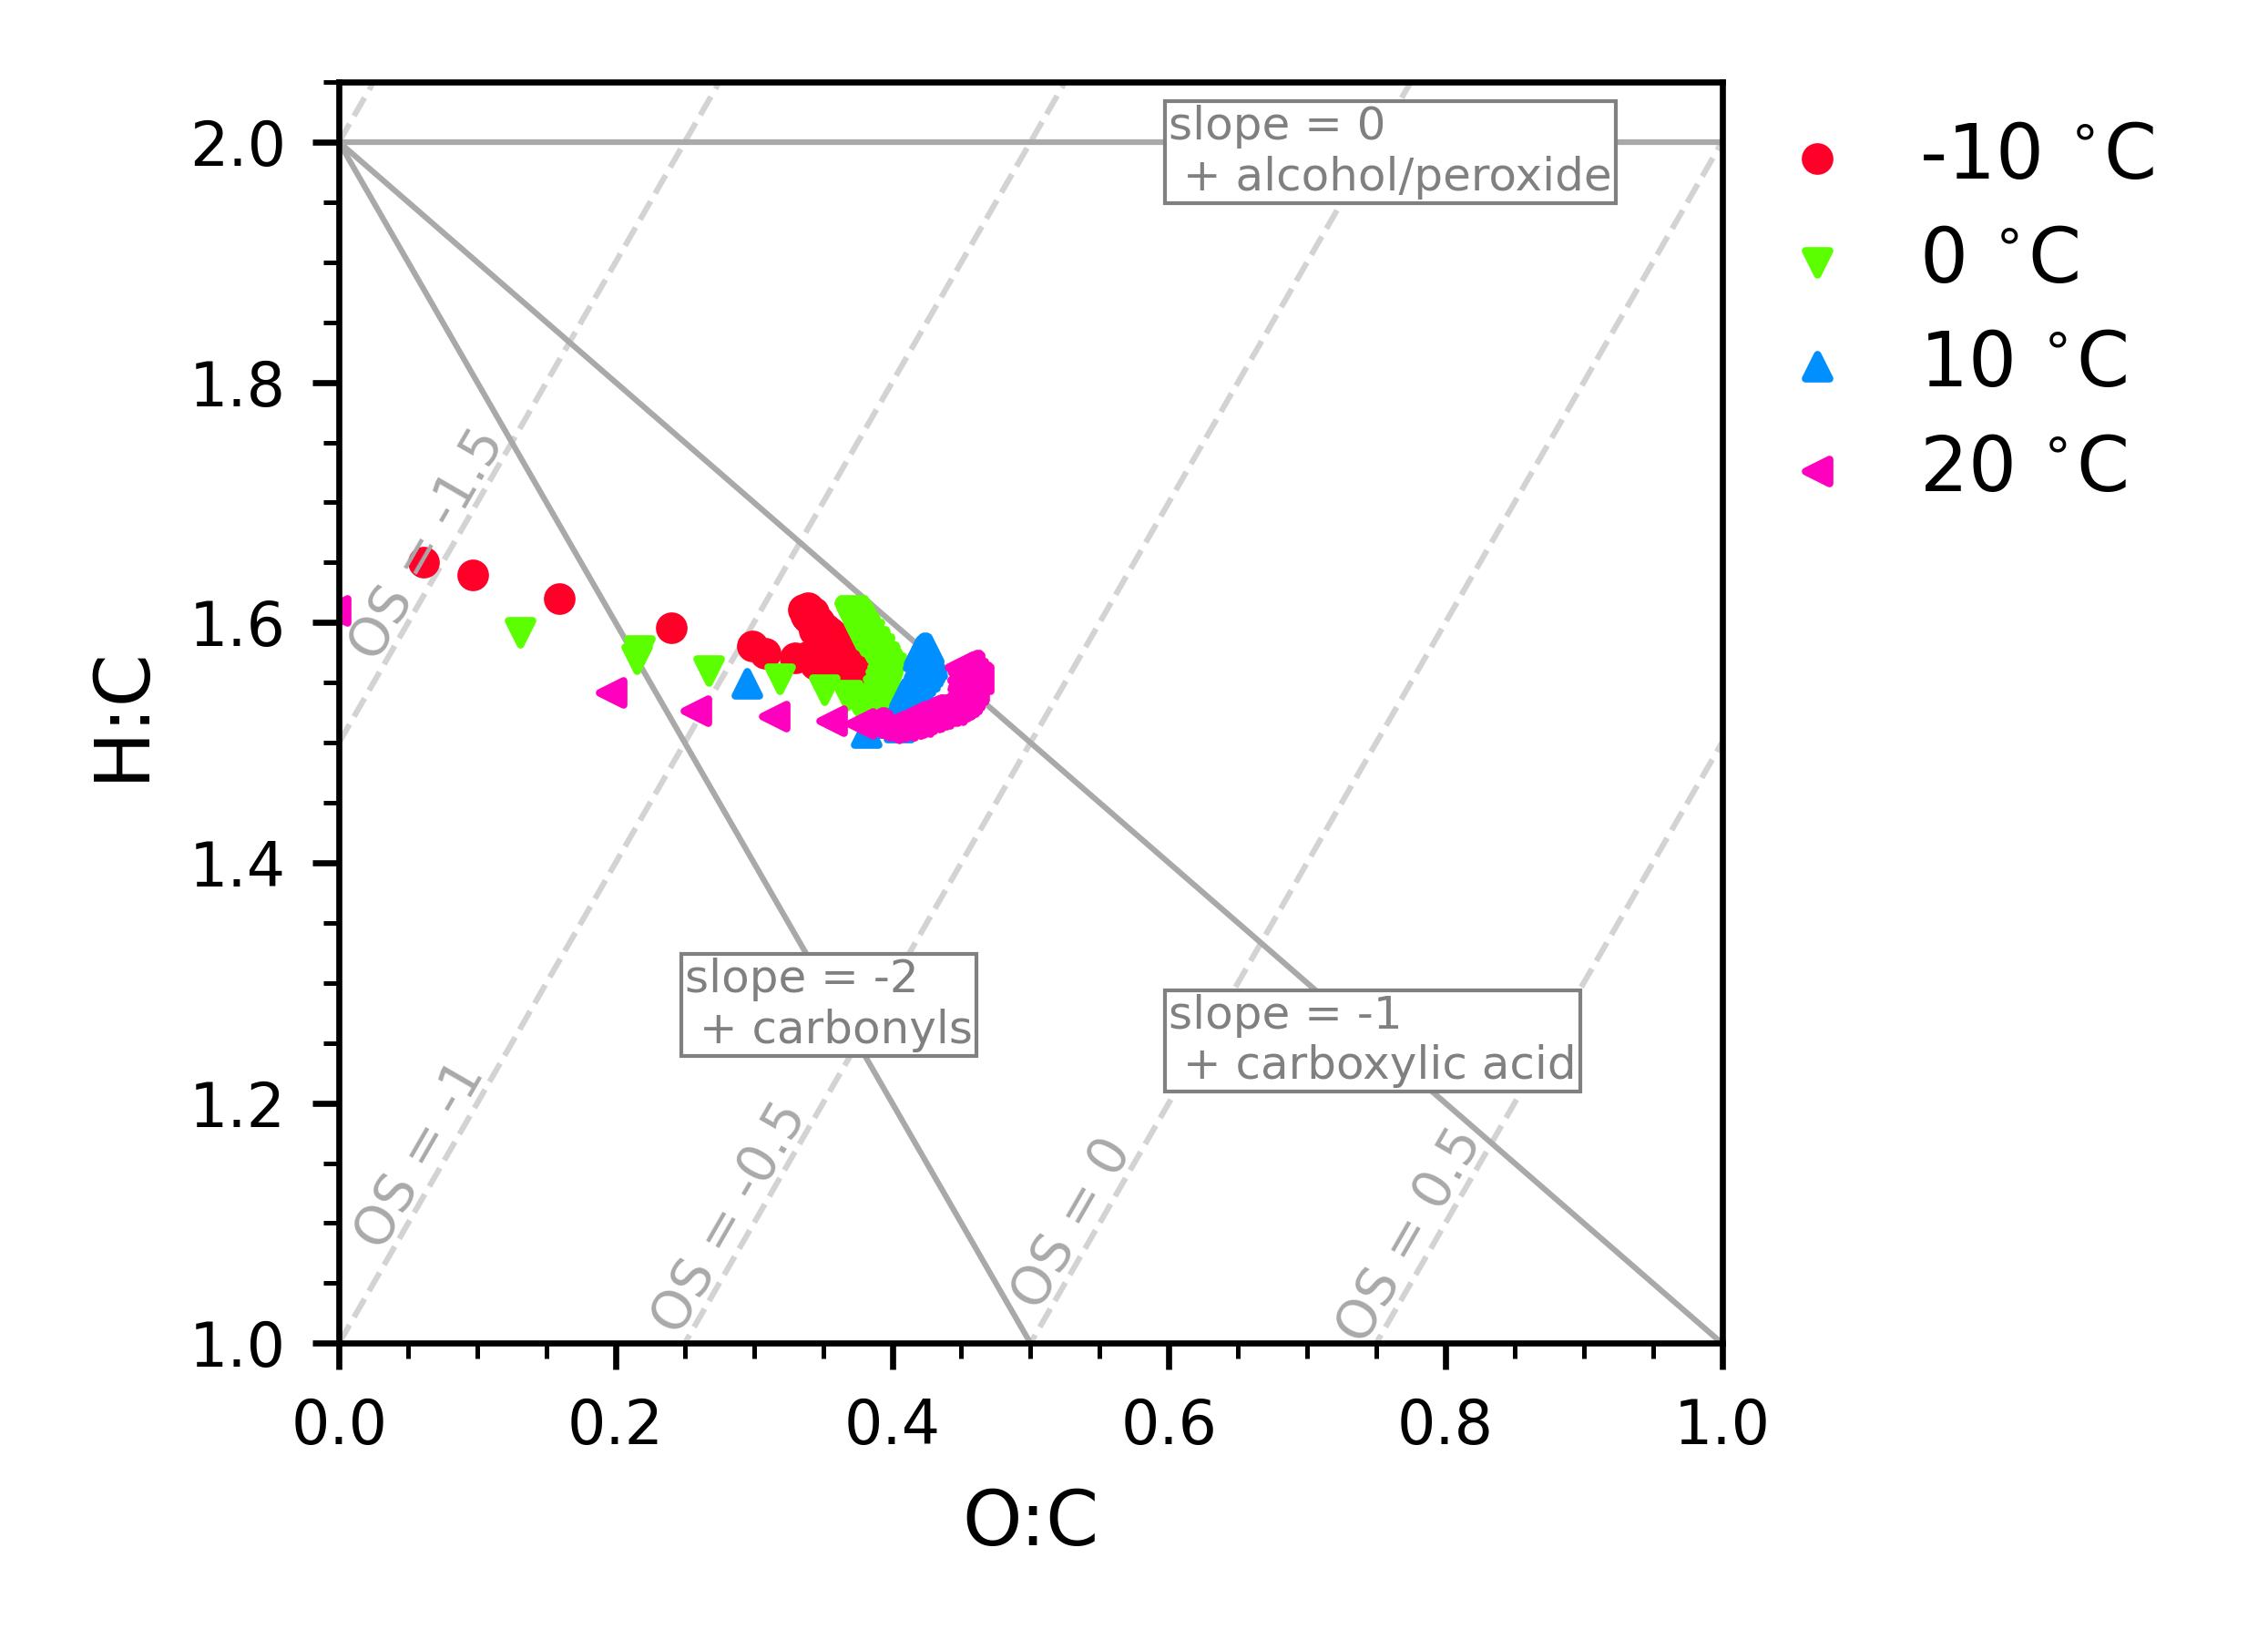 slope = 0
+ alcohol/peroxide
-10 °C
0 °C
10 °C
20 °C
2.0
1.8
1.6
1.4
1.2
1.0
H:C
OS = -1.5
OS = -1
OS = -0.5
OS = 0
OS = 0.5
slope = -2
+ carbonyls
slope = -1
+ carboxylic acid
0.0
0.2
0.4
0.6
0.8
1.0
O:C